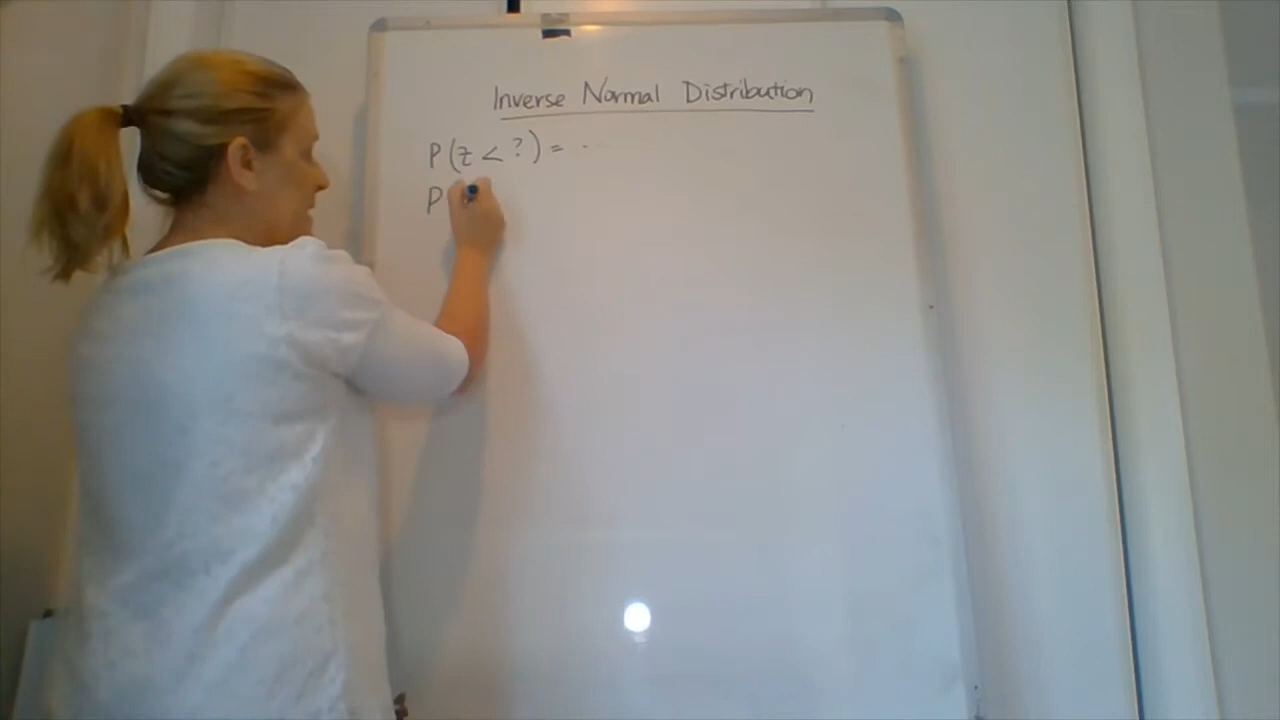 Inverse Normal Distribution
P(z < ?) = .
P